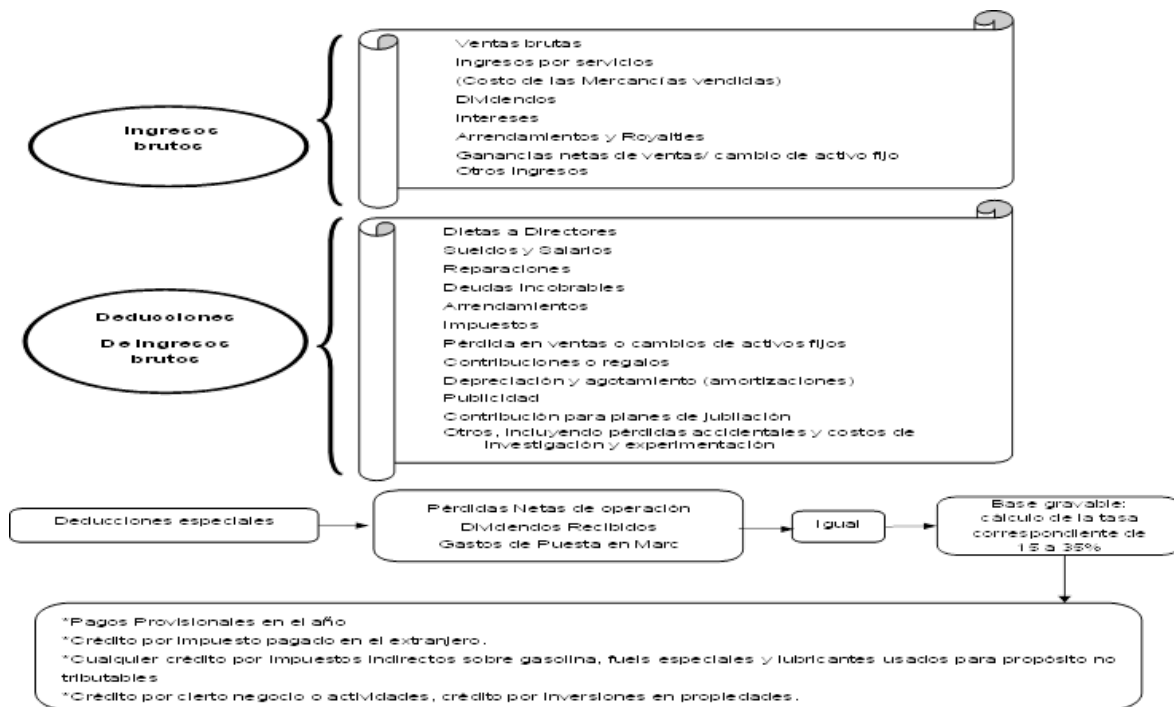 Ingresos
brutos
Ventas brutas
Ingresos por servicios
(Costo de las Mercancías vendidas)
Dividendos
Intereses
Arrendamientos y Royalties
Ganancias netas de ventas/ cambio de activo fijo
Otros Ingresos
Deducciones
De Ingresos
brutos
Dietas a Directores
Sueldos y Salarios
Reparaciones
Deudas Incobrables
Arrendamientos
Impuestos
Pérdida en ventas o cambios de activos fijos
Contribuciones o regalos
Depreciación y agotamiento (amortizaciones)
Publicidad
Contribución para planes de jubilación
Otros, incluyendo pérdidas accidentales y costos de
investigación y experimentación
Deducciones especiales
Pérdidas Netas de operación
Dividendos Recibidos
Gastos de Puesta en Marc
Igual
Base gravable:
cálculo de la tasa
correspondiente de
15 a 35%
*Pagos Provisionales en el año
*Crédito por impuesto pagado en el extranjero.
*Cualquier crédito por impuestos indirectos sobre gasolina, fuels especiales y lubricantes usados para propósito no
tributables
*Crédito por cierto negocio o actividades, crédito por inversiones en propiedades.